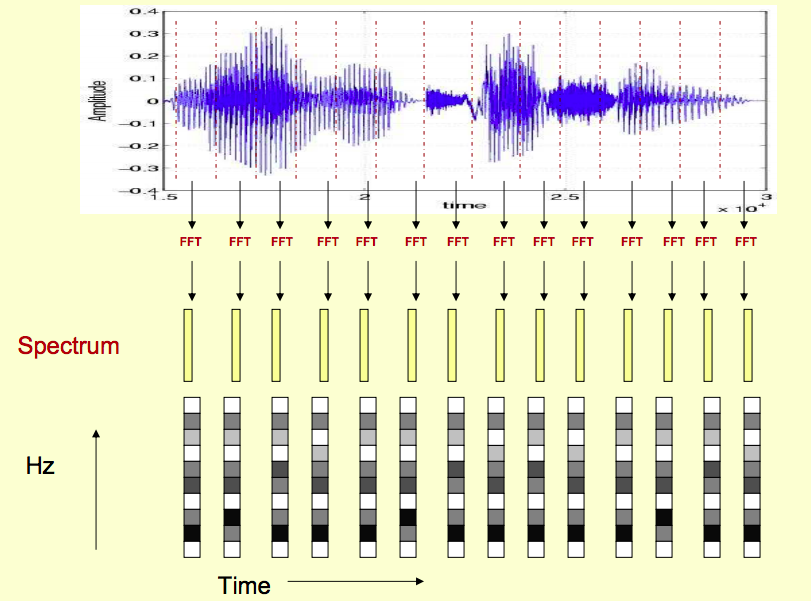 0.4
0.3
0.2
0.1
0
−0.1
−0.2
−0.3
−0.4
Amplitude
1.5 2 2.5 3
time
× 10⁴
FFT FFT FFT FFT FFT FFT FFT FFT FFT FFT FFT FFT FFT FFT
Spectrum
Hz
Time